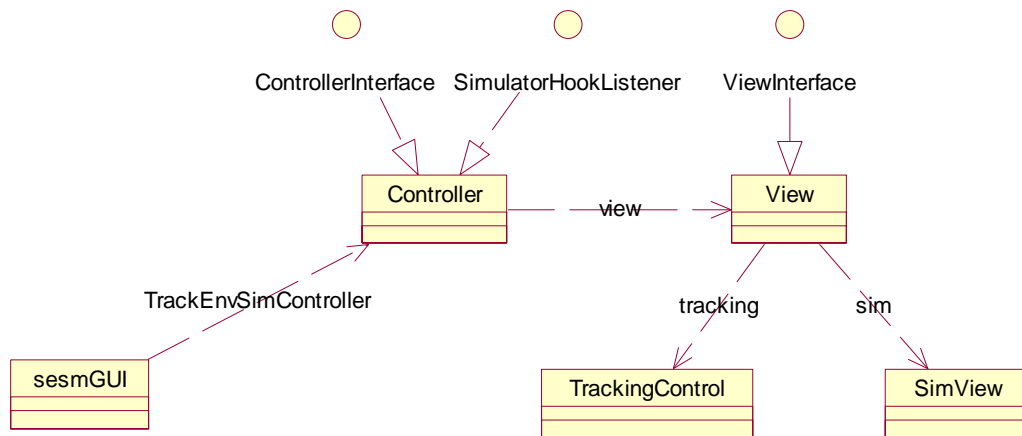 ControllerInterface
SimulatorHookListener
ViewInterface
Controller
View
view
TrackEnvSimController
tracking
sim
sesmGUI
TrackingControl
SimView